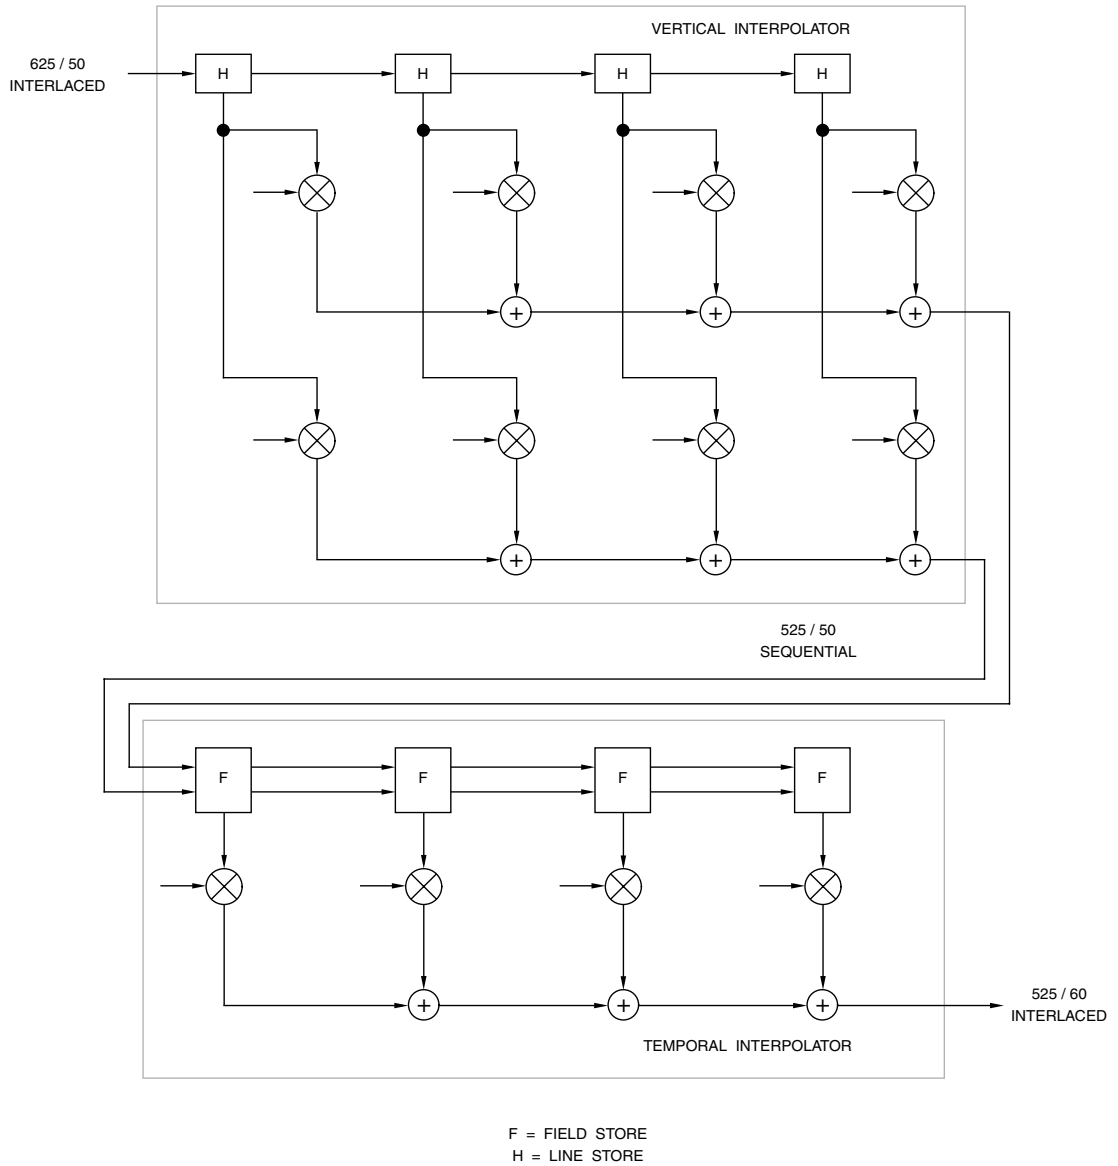 VERTICAL INTERPOLATOR
625 / 50
INTERLACED
H
H
H
H
+
+
+
+
+
+
525 / 50
SEQUENTIAL
F
F
F
F
+
+
+
525 / 60
INTERLACED
TEMPORAL INTERPOLATOR
F = FIELD STORE
H = LINE STORE